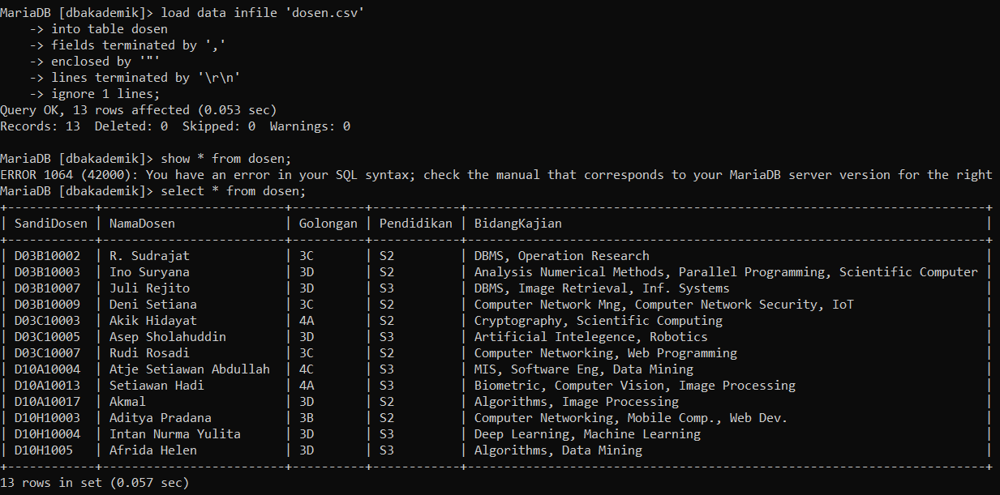 MariaDB [dbakademik]> load data infile 'dosen.csv'
    -> into table dosen
    -> fields terminated by ','
    -> enclosed by '"'
    -> lines terminated by '\r\n'
    -> ignore 1 lines;
Query OK, 13 rows affected (0.053 sec)
Records: 13  Deleted: 0  Skipped: 0  Warnings: 0

MariaDB [dbakademik]> show * from dosen;
ERROR 1064 (42000): You have an error in your SQL syntax; check the manual that corresponds to your MariaDB server version for the right
MariaDB [dbakademik]> select * from dosen;
| SandiDosen | NamaDosen | Golongan | Pendidikan | BidangKajian |
| D03B10002 | R. Sudrajat | 3C | S2 | DBMS, Operation Research |
| D03B10003 | Ino Suryana | 3D | S2 | Analysis Numerical Methods, Parallel Programming, Scientific Computer |
| D03B10007 | Juli Rejito | 3D | S3 | DBMS, Image Retrieval, Inf. Systems |
| D03B10009 | Deni Setiana | 3C | S2 | Computer Network Mng, Computer Network Security, IoT |
| D03C10003 | Akik Hidayat | 4A | S2 | Cryptography, Scientific Computing |
| D03C10005 | Asep Sholahuddin | 3D | S3 | Artificial Intelegence, Robotics |
| D03C10007 | Rudi Rosadi | 3C | S2 | Computer Networking, Web Programming |
| D10A10004 | Atje Setiawan Abdullah | 4C | S3 | MIS, Software Eng, Data Mining |
| D10A10013 | Setiawan Hadi | 4A | S3 | Biometric, Computer Vision, Image Processing |
| D10A10017 | Akmal | 3D | S2 | Algorithms, Image Processing |
| D10H10003 | Aditya Pradana | 3B | S2 | Computer Networking, Mobile Comp., Web Dev. |
| D10H10004 | Intan Nurma Yulita | 3D | S3 | Deep Learning, Machine Learning |
| D10H1005 | Afrida Helen | 3D | S3 | Algorithms, Data Mining |
13 rows in set (0.057 sec)